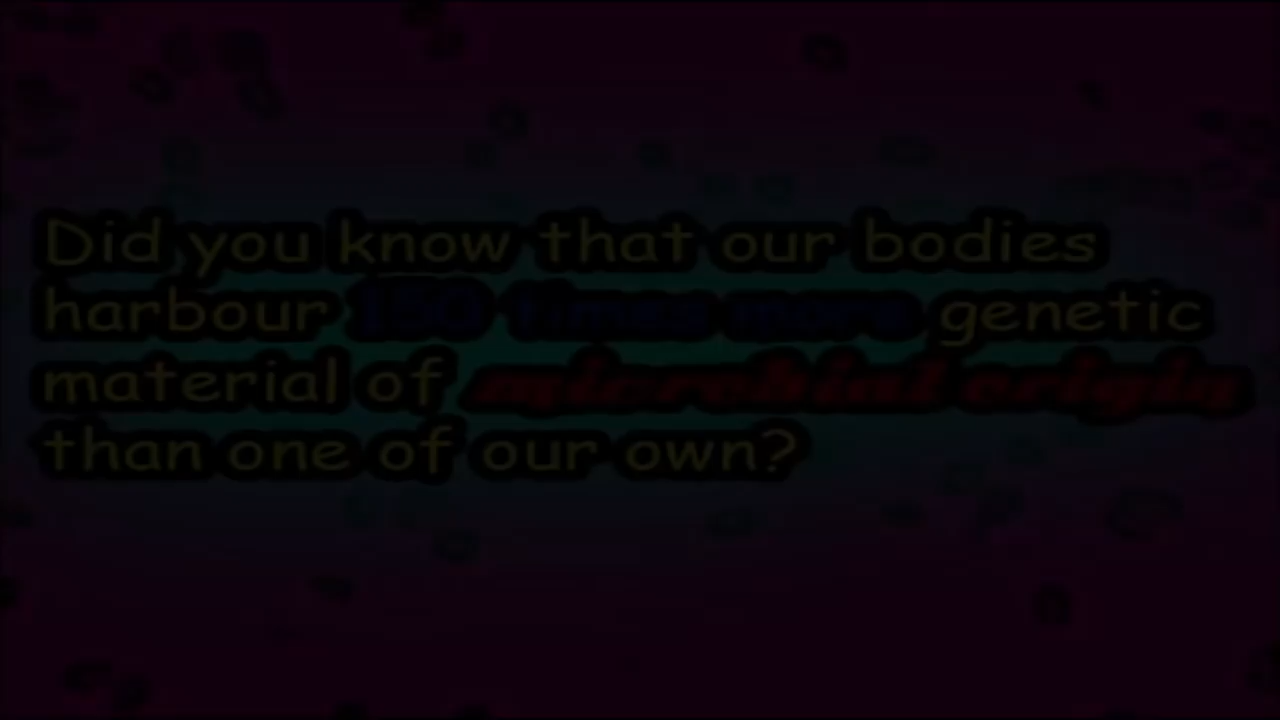 Did you know that our bodies
harbour 150 times more genetic
material of microbial origin
than one of our own?